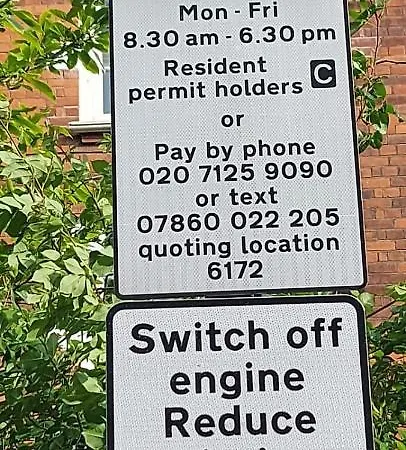 Mon - Fri
8.30 am - 6.30 pm
Resident
permit holders C
or
Pay by phone
020 7125 9090
or text
07860 022 205
quoting location
6172
Switch off
engine
Reduce